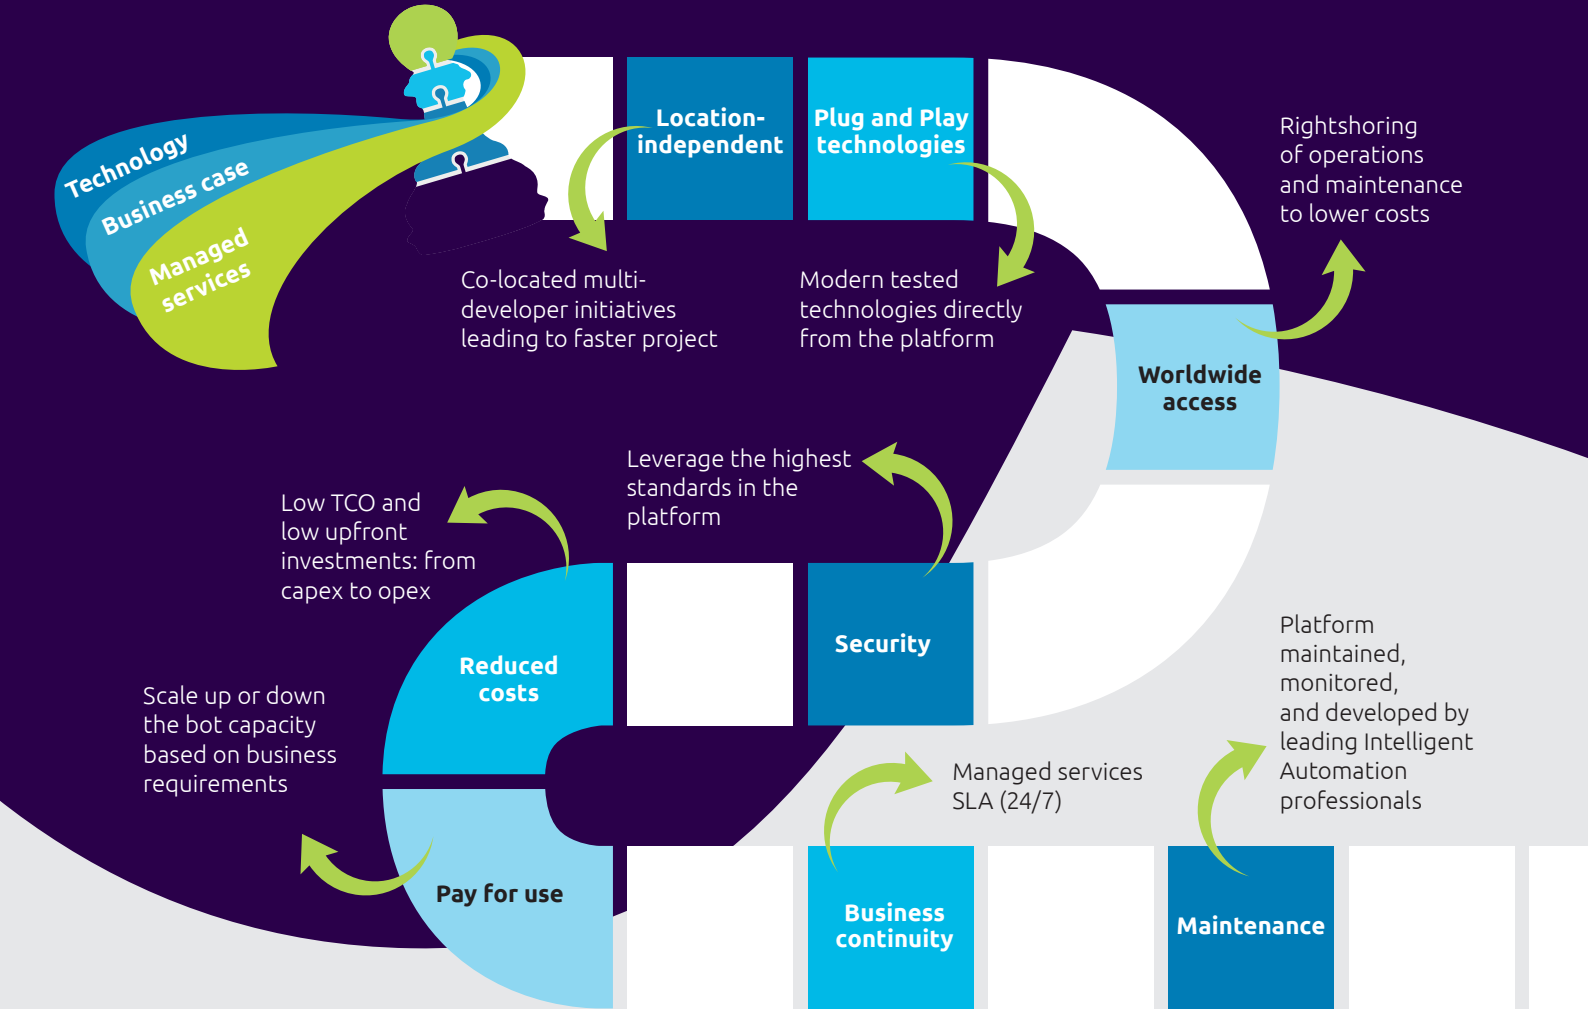 Technology
Business case
Managed
services
Location-
independent
Plug and Play
technologies
Co-located multi-
developer initiatives
leading to faster project
Modern tested
technologies directly
from the platform
Rightshoring
of operations
and maintenance
to lower costs
Worldwide
access
Leverage the highest
standards in the
platform
Security
Low TCO and
low upfront
investments: from
capex to opex
Reduced
costs
Scale up or down
the bot capacity
based on business
requirements
Pay for use
Managed services
SLA (24/7)
Business
continuity
Platform
maintained,
monitored,
and developed by
leading Intelligent
Automation
professionals
Maintenance